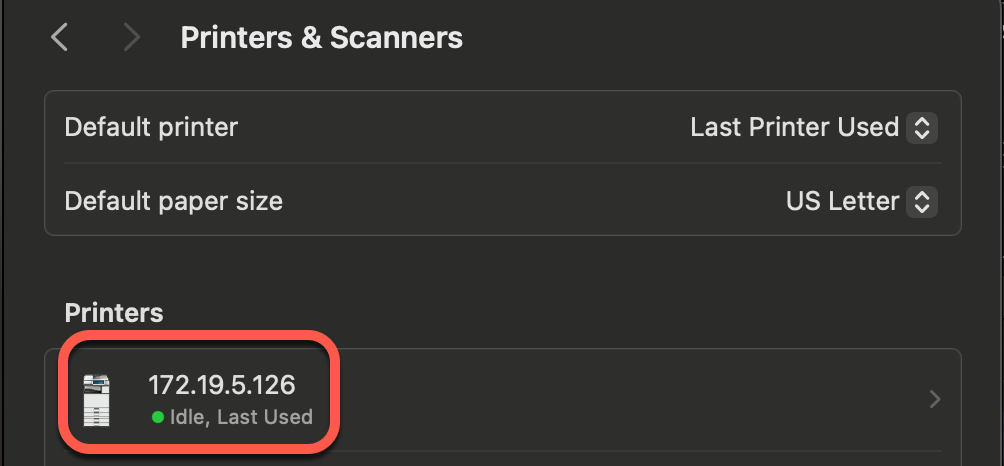 Printers & Scanners
Default printer
Last Printer Used
Default paper size
US Letter
Printers
172.19.5.126
Idle, Last Used